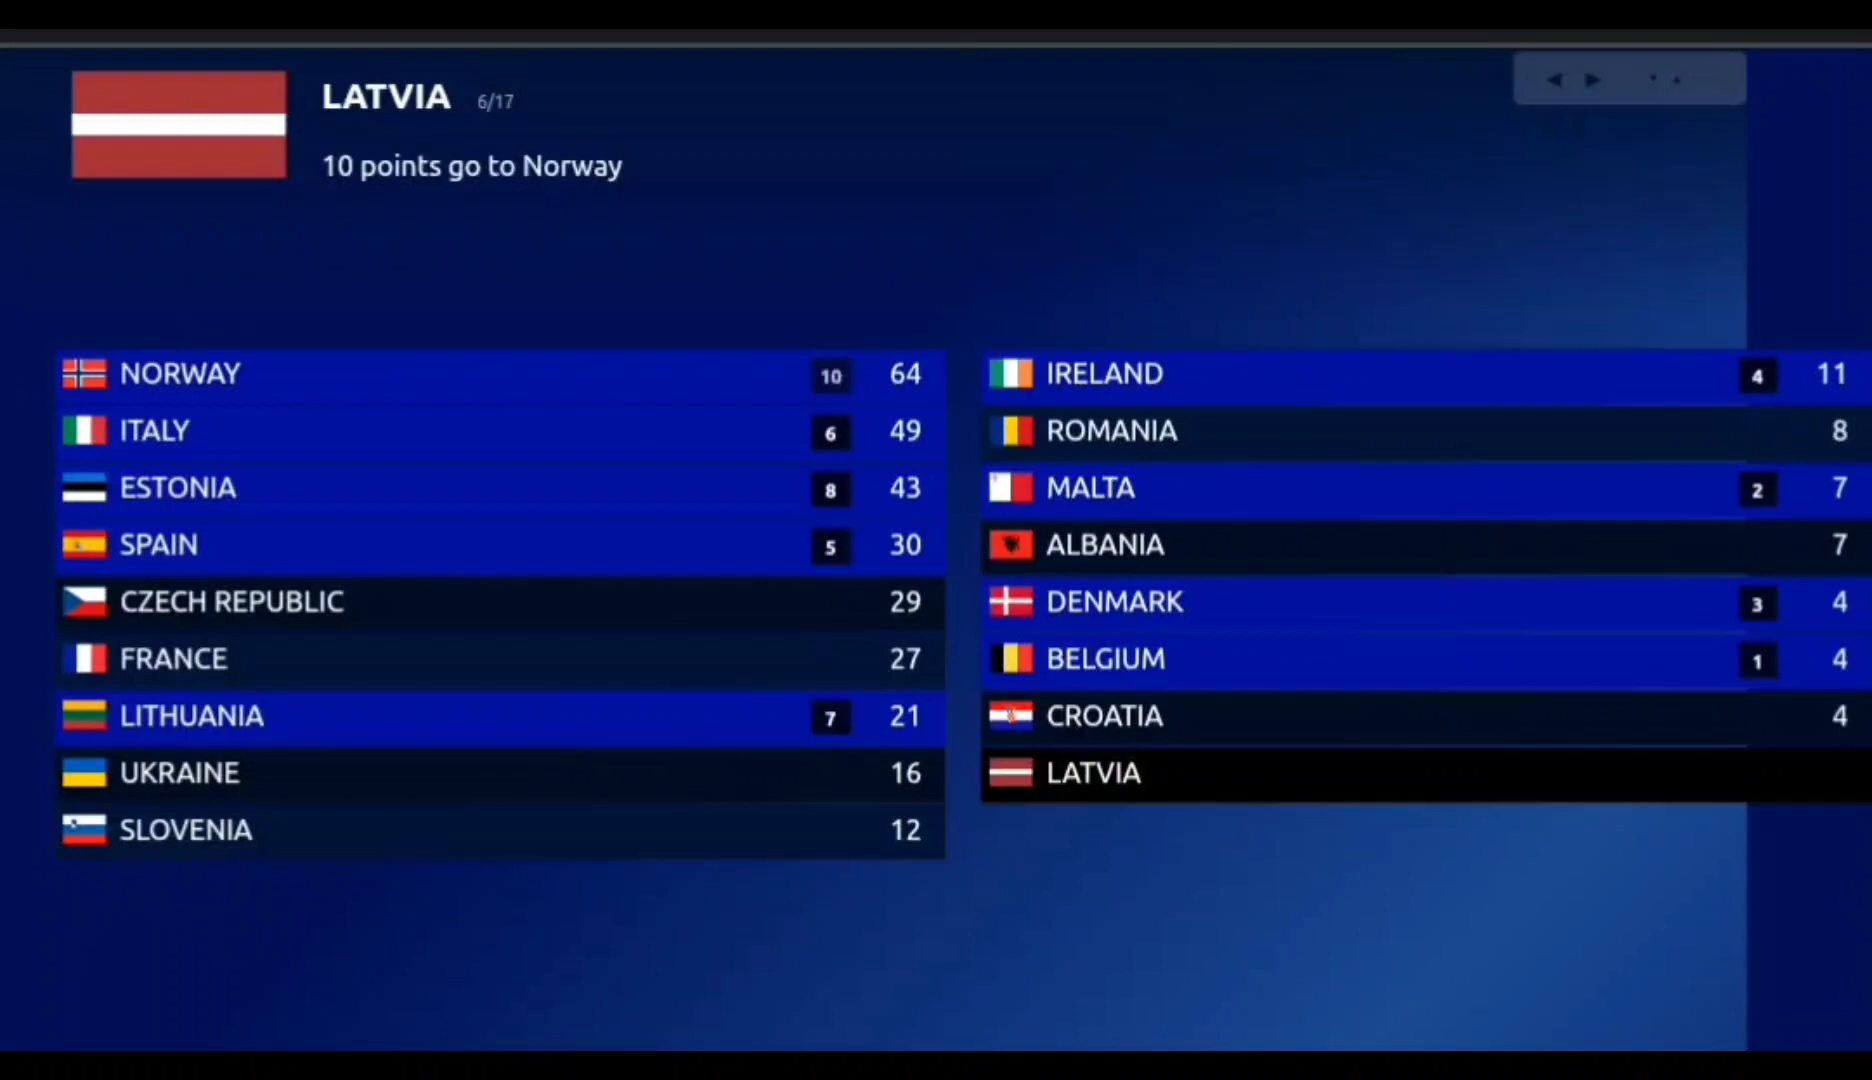 LATVIA 6/17
10 points go to Norway
NORWAY 10 64
ITALY 6 49
ESTONIA 8 43
SPAIN 5 30
CZECH REPUBLIC 29
FRANCE 27
LITHUANIA 7 21
UKRAINE 16
SLOVENIA 12
IRELAND 4 11
ROMANIA 8
MALTA 2 7
ALBANIA 7
DENMARK 3 4
BELGIUM 1 4
CROATIA 4
LATVIA